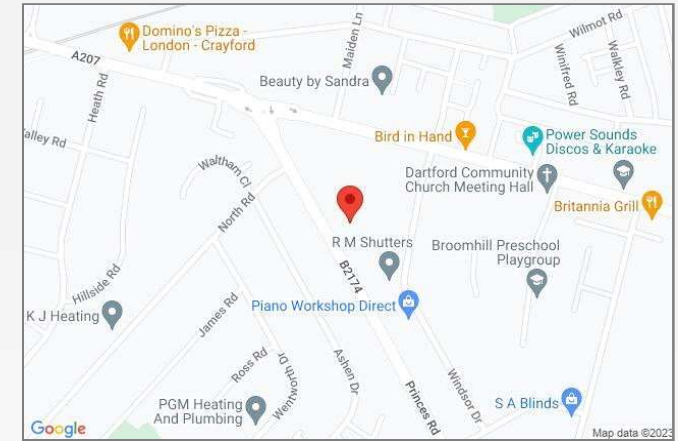 Domino's Pizza -
London - Crayford
A207
Heath Rd
Maiden Ln
Wilmot Rd
Winifred Rd
Walkley Rd
Beauty by Sandra
alley Rd
Bird in Hand
Power Sounds
Discos & Karaoke
Waltham Cl
Dartford Community
Church Meeting Hall
Britannia Grill
North Rd
R M Shutters
Broomhill Preschool
Playgroup
B2174
Hillside Rd
K J Heating
James Rd
Piano Workshop Direct
Ross Rd
Wentworth Dr
Ashen Dr
Princes Rd
Windsor Dr
PGM Heating
And Plumbing
S A Blinds
Google
Map data ©2023